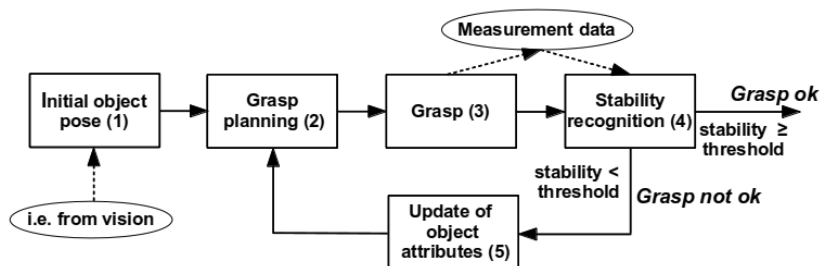 Measurement data
Initial object
pose (1)
Grasp
planning (2)
Grasp (3)
Stability
recognition (4)
Grasp ok
stability ≥
threshold
stability <
threshold
Grasp not ok
i.e. from vision
Update of
object
attributes (5)